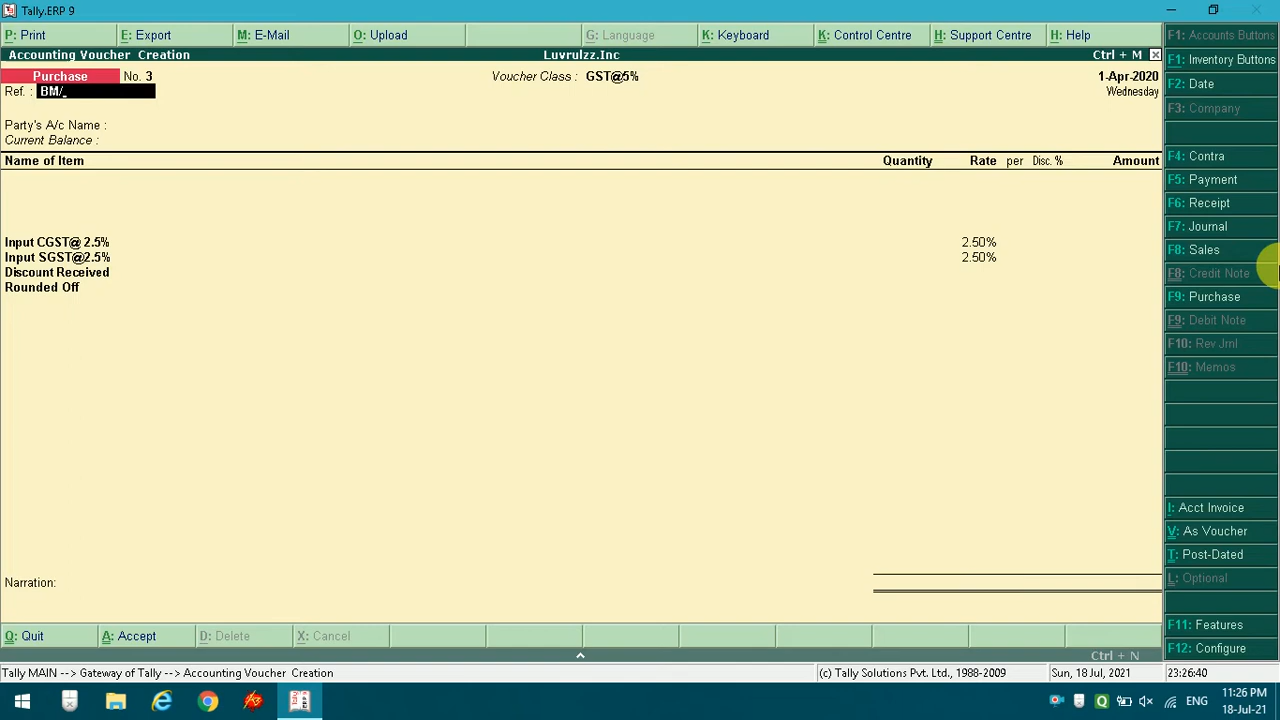 Tally.ERP 9
P: Print
E: Export
M: E-Mail
O: Upload
G: Language
K: Keyboard
K: Control Centre
H: Support Centre
H: Help
Accounting Voucher Creation
Luvrulzz.Inc
Ctrl + M
Purchase
No. 3
Voucher Class : GST@5%
1-Apr-2020
Ref. : BM/_
Wednesday
Party's A/c Name :
Current Balance :
Name of Item
Quantity
Rate
per
Disc. %
Amount
Input CGST@ 2.5%
2.50%
Input SGST@2.5%
2.50%
Discount Received
Rounded Off
Narration:
F1: Accounts Buttons
F1: Inventory Buttons
F2: Date
F3: Company
F4: Contra
F5: Payment
F6: Receipt
F7: Journal
F8: Sales
F8: Credit Note
F9: Purchase
F9: Debit Note
F10: Rev Jrnl
F10: Memos
I: Acct Invoice
V: As Voucher
T: Post-Dated
L: Optional
F11: Features
F12: Configure
Q: Quit
A: Accept
D: Delete
X: Cancel
Ctrl + N
Tally MAIN --> Gateway of Tally --> Accounting Voucher Creation
(c) Tally Solutions Pvt. Ltd., 1988-2009
Sun, 18 Jul, 2021
23:26:40
ENG
11:26 PM
18-Jul-21